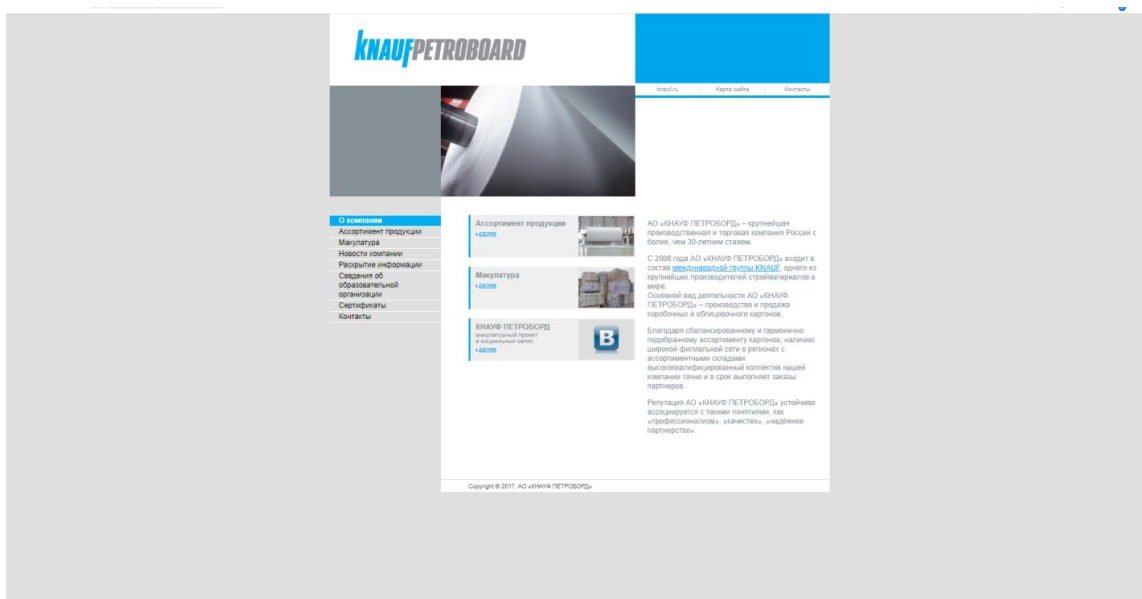 KNAUFPETROBOARD
knauf.ru
Карта сайта
Контакты
О компании
Ассортимент продукции
Макулатура
Новости компании
Раскрытие информации
Сведения об
образовательной
организации
Сертификаты
Контакты
Ассортимент продукции
далее
Макулатура
далее
КНАУФ ПЕТРОБОРД
макулатурный проект
в социальных сетях
далее
B
АО «КНАУФ ПЕТРОБОРД» – крупнейшая
производственная и торговая компания России с
более, чем 30-летним стажем.
С 2008 года АО «КНАУФ ПЕТРОБОРД» входит в
состав международной группы KNAUF, одного из
крупнейших производителей стройматериалов в
мире.
Основной вид деятельности АО «КНАУФ
ПЕТРОБОРД» – производство и продажа
коробочных и облицовочного картонов.
Благодаря сбалансированному и гармонично
подобранному ассортименту картонов, наличию
широкой филиальной сети в регионах с
ассортиментными складами
высококвалифицированный коллектив нашей
компании точно и в срок выполняет заказы
партнеров.
Репутация АО «КНАУФ ПЕТРОБОРД» устойчиво
ассоциируется с такими понятиями, как
«профессионализм», «качество», «надёжное
партнерство».
Copyright © 2017, АО «КНАУФ ПЕТРОБОРД»